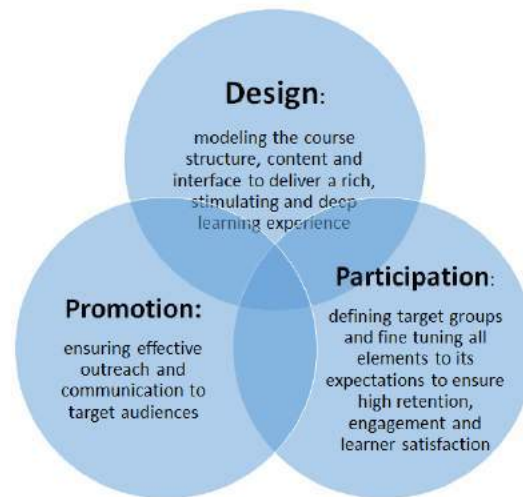 Design:
modeling the course
structure, content and
interface to deliver a rich,
stimulating and deep
learning experience
Promotion:
ensuring effective
outreach and
communication to
target audiences
Participation:
defining target groups
and fine tuning all
elements to its
expectations to ensure
high retention,
engagement and
learner satisfaction